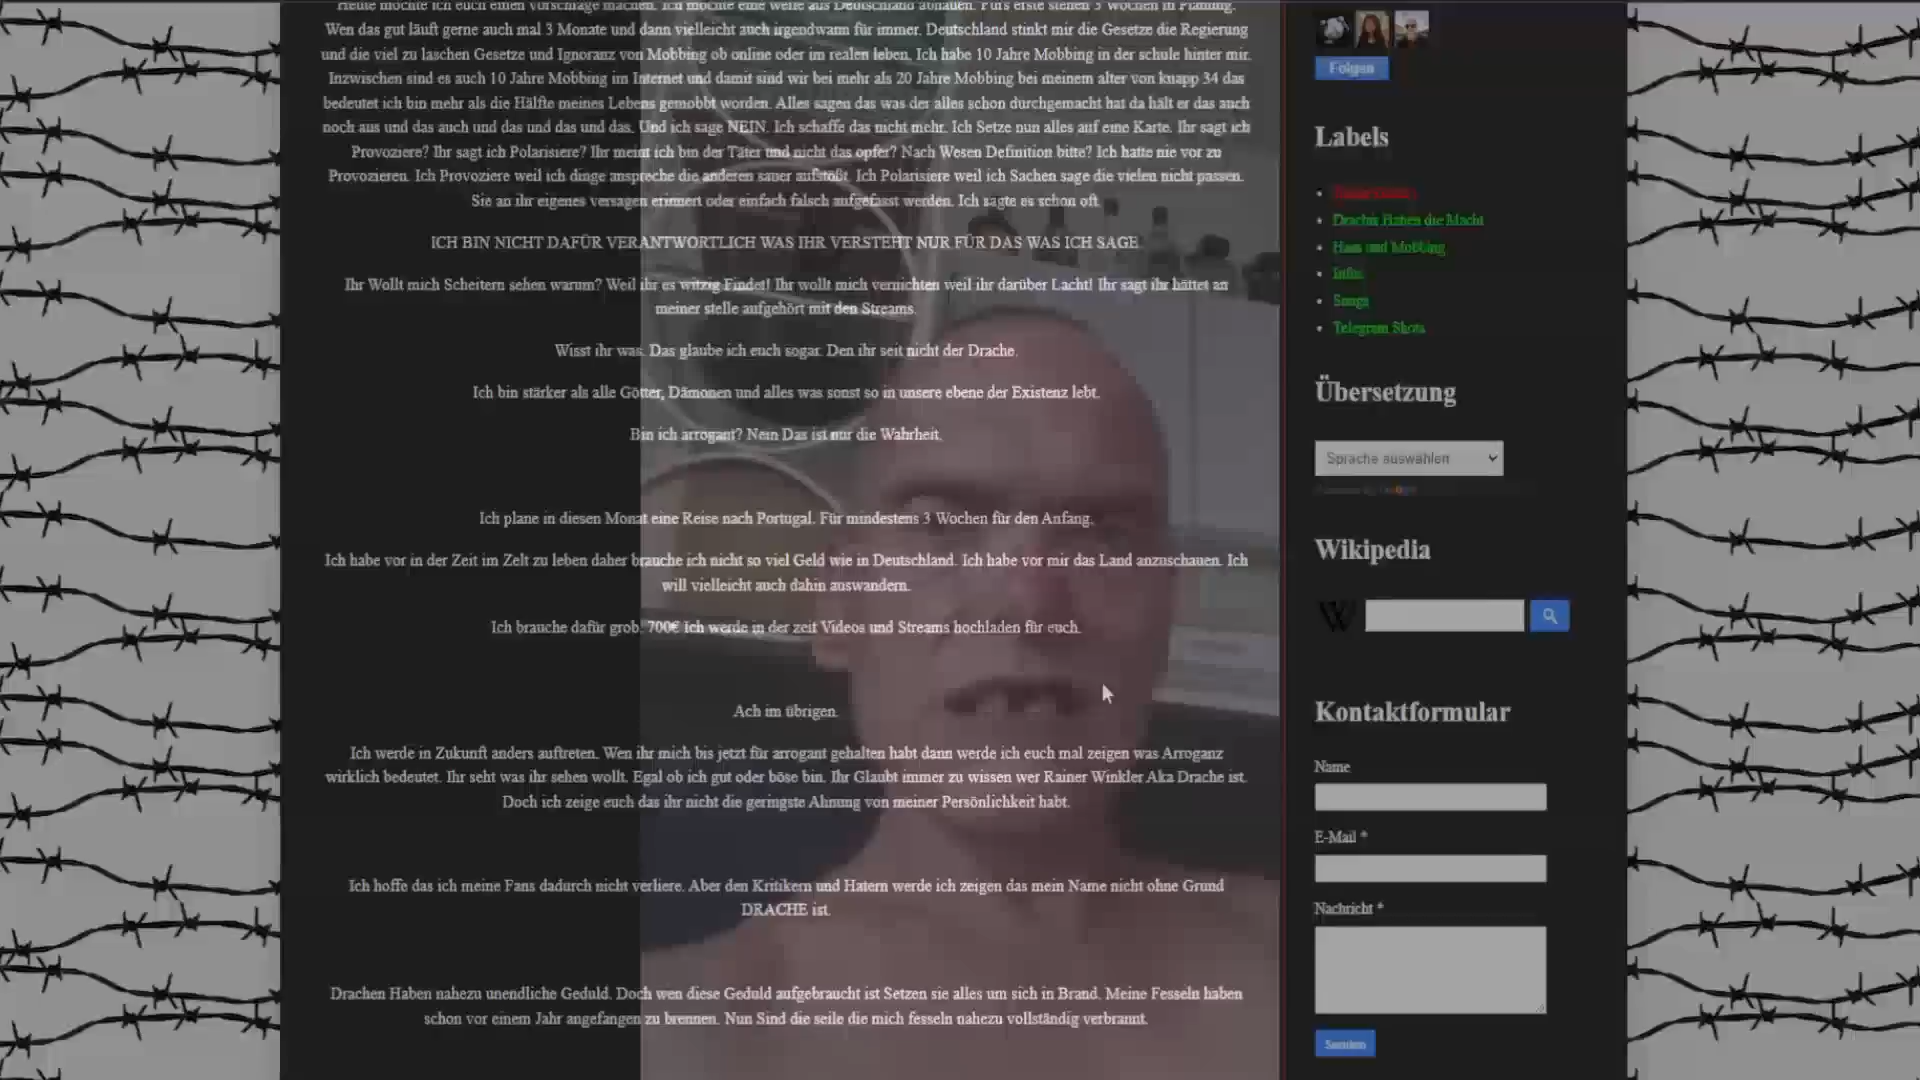 Heute möchte ich euch einen Vorschlage machen. Ich möchte eine weile aus Deutschland abhauen. Fürs erste stehen 3 Wochen in Planung.
Wen das gut läuft gerne auch mal 3 Monate und dann vielleicht auch irgendwann für immer. Deutschland stinkt mir die Gesetze die Regierung
und die viel zu laschen Gesetze und Ignoranz von Mobbing ob online oder im realen leben. Ich habe 10 Jahre Mobbing in der schule hinter mir.
Inzwischen sind es auch 10 Jahre Mobbing im Internet und damit sind wir bei mehr als 20 Jahre Mobbing bei meinem alter von knapp 34 das
bedeutet ich bin mehr als die Hälfte meines Lebens gemobbt worden. Alles sagen das was der alles schon durchgemacht hat da hält er das auch
noch aus und das auch und das und das und das. Und ich sage NEIN. Ich schaffe das nicht mehr. Ich Setze nun alles auf eine Karte. Ihr sagt ich
Provoziere? Ihr sagt ich Polarisiere? Ihr meint ich bin der Täter und nicht das opfer? Nach Wesen Definition bitte? Ich hatte nie vor zu
Provozieren. Ich Provoziere weil ich dinge anspreche die anderen sauer aufstößt. Ich Polarisiere weil ich Sachen sage die vielen nicht passen.
Sie an ihr eigenes versagen erinnert oder einfach falsch aufgefasst werden. Ich sagte es schon oft
ICH BIN NICHT DAFÜR VERANTWORTLICH WAS IHR VERSTEHT NUR FÜR DAS WAS ICH SAGE.
Ihr Wollt mich Scheitern sehen warum? Weil ihr es witzig Findet! Ihr wollt mich vernichten weil ihr darüber Lacht! Ihr sagt ihr hättet an
meiner stelle aufgehört mit den Streams.
Wisst ihr was. Das glaube ich euch sogar. Den ihr seit nicht der Drache.
Ich bin stärker als alle Götter, Dämonen und alles was sonst so in unsere ebene der Existenz lebt.
Bin ich arrogant? Nein Das ist nur die Wahrheit.
Ich plane in diesen Monat eine Reise nach Portugal. Für mindestens 3 Wochen für den Anfang.
Ich habe vor in der Zeit im Zelt zu leben daher brauche ich nicht so viel Geld wie in Deutschland. Ich habe vor mir das Land anzuschauen. Ich
will vielleicht auch dahin auswandern.
Ich brauche dafür grob. 700€ Ich werde in der zeit Videos und Streams hochladen für euch.
Ach im übrigen.
Ich werde in Zukunft anders auftreten. Wen ihr mich bis jetzt für arrogant gehalten habt dann werde ich euch mal zeigen was Arroganz
wirklich bedeutet. Ihr seht was ihr sehen wollt. Egal ob ich gut oder böse bin. Ihr Glaubt immer zu wissen wer Rainer Winkler Aka Drache ist.
Doch ich zeige euch das ihr nicht die geringste Ahnung von meiner Persönlichkeit habt.
Ich hoffe das ich meine Fans dadurch nicht verliere. Aber den Kritikern und Hatern werde ich zeigen das mein Name nicht ohne Grund
DRACHE ist.
Drachen Haben nahezu unendliche Geduld. Doch wen diese Geduld aufgebraucht ist Setzen sie alles um sich in Brand. Meine Fesseln haben
schon vor einem Jahr angefangen zu brennen. Nun Sind die seile die mich fesseln nahezu vollständig verbrannt.
Folgen
Labels
Drachis Haben die Macht
Hass und Mobbing
Infos
Songs
Telegram Shots
Übersetzung
Sprache auswählen
Wikipedia
Kontaktformular
Name
E-Mail *
Nachricht *
Senden